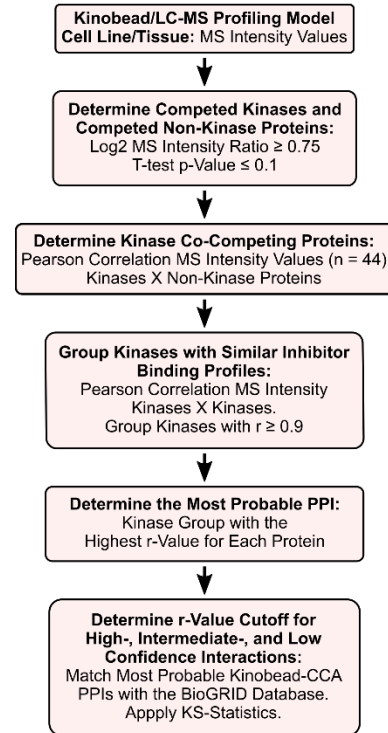 Kinobead/LC-MS Profiling Model
Cell Line/Tissue: MS Intensity Values
Determine Competed Kinases and
Competed Non-Kinase Proteins:
Log2 MS Intensity Ratio ≥ 0.75
T-test p-Value ≤ 0.1
Determine Kinase Co-Competing Proteins:
Pearson Correlation MS Intensity Values (n = 44)
Kinases X Non-Kinase Proteins
Group Kinases with Similar Inhibitor
Binding Profiles:
Pearson Correlation MS Intensity
Kinases X Kinases.
Group Kinases with r ≥ 0.9
Determine the Most Probable PPI:
Kinase Group with the
Highest r-Value for Each Protein
Determine r-Value Cutoff for
High-, Intermediate-, and Low
Confidence Interactions:
Match Most Probable Kinobead-CCA
PPIs with the BioGRID Database.
Appply KS-Statistics.